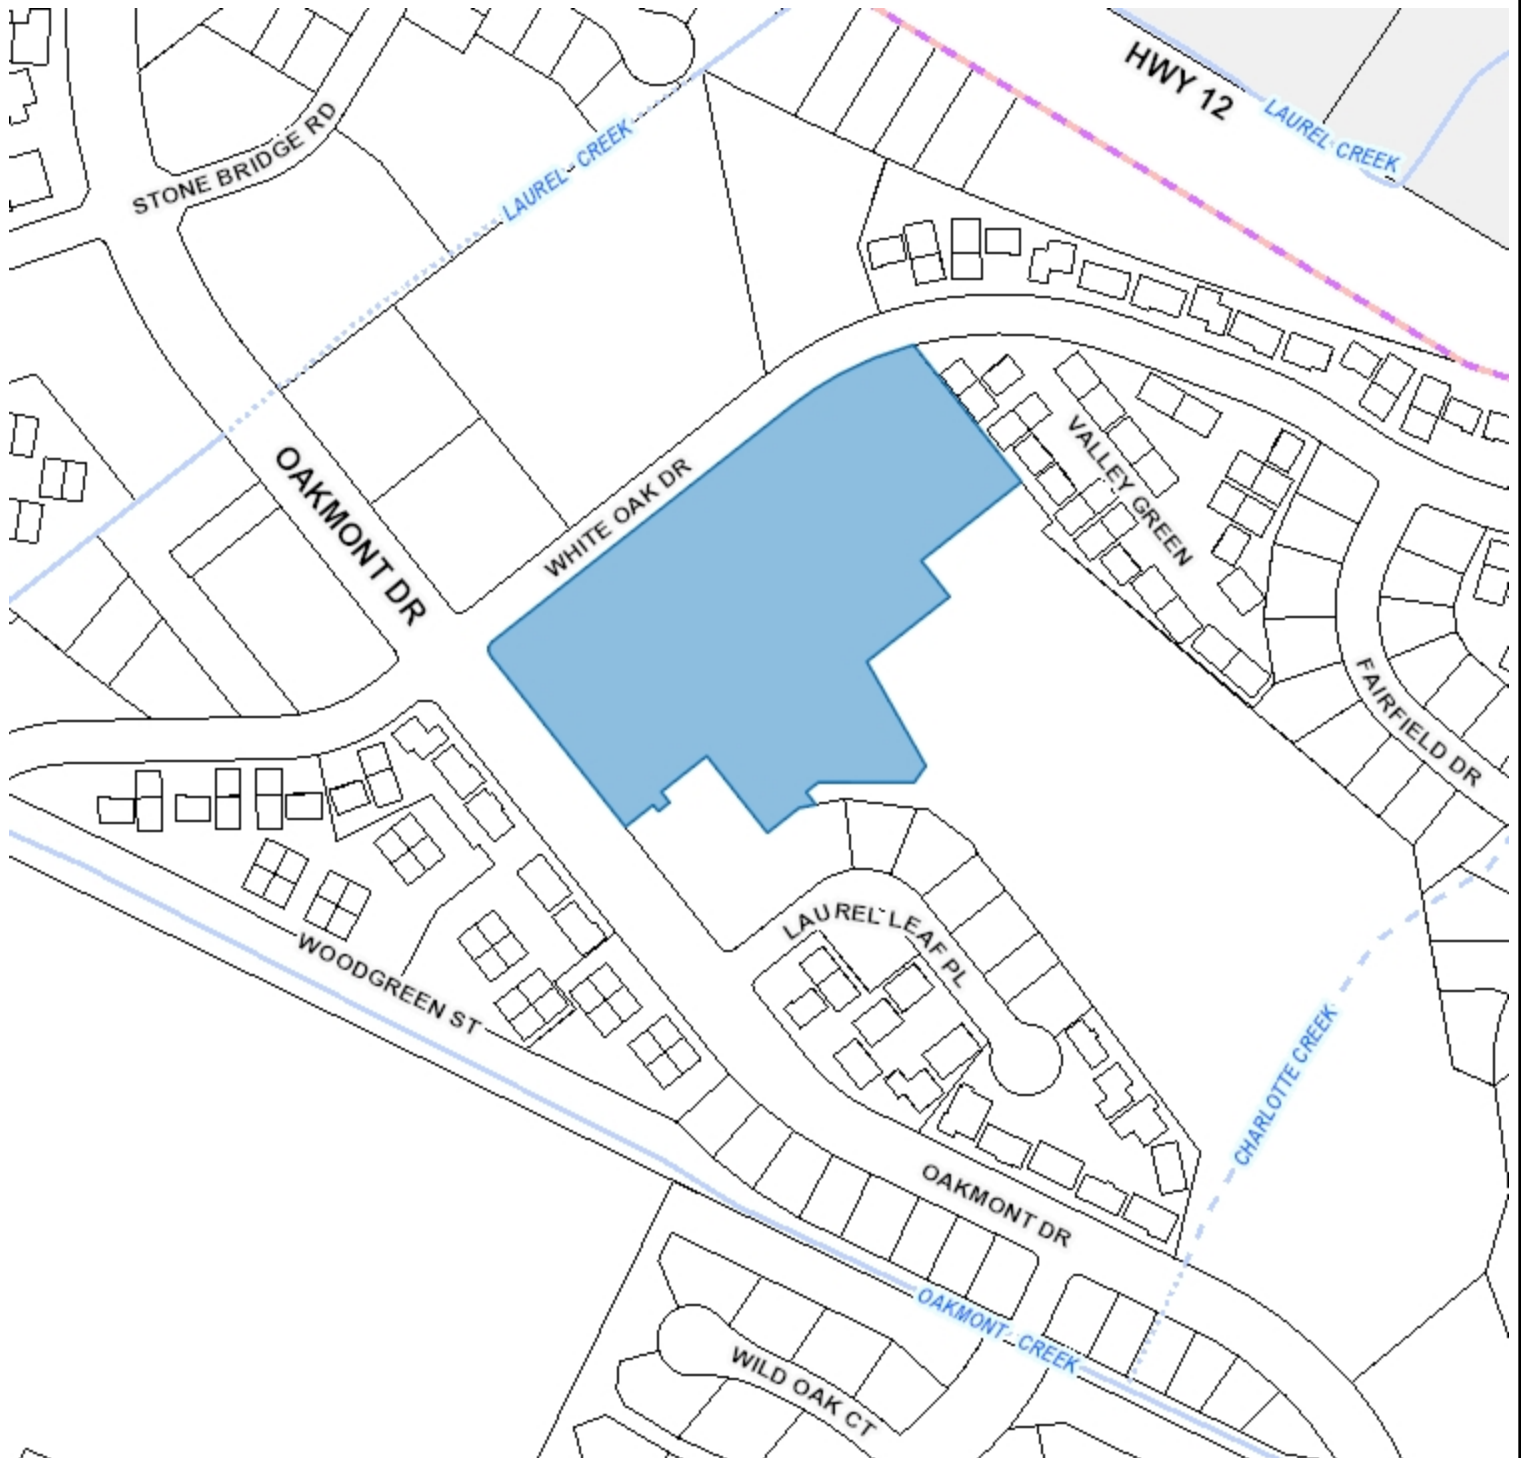 HWY 12
LAUREL CREEK
STONE BRIDGE RD
LAUREL CREEK
OAKMONT DR
WHITE OAK DR
VALLEY GREEN
FAIRFIELD DR
LAUREL LEAF PL
WOODGREEN ST
CHARLOTTE CREEK
OAKMONT DR
OAKMONT CREEK
WILD OAK CT